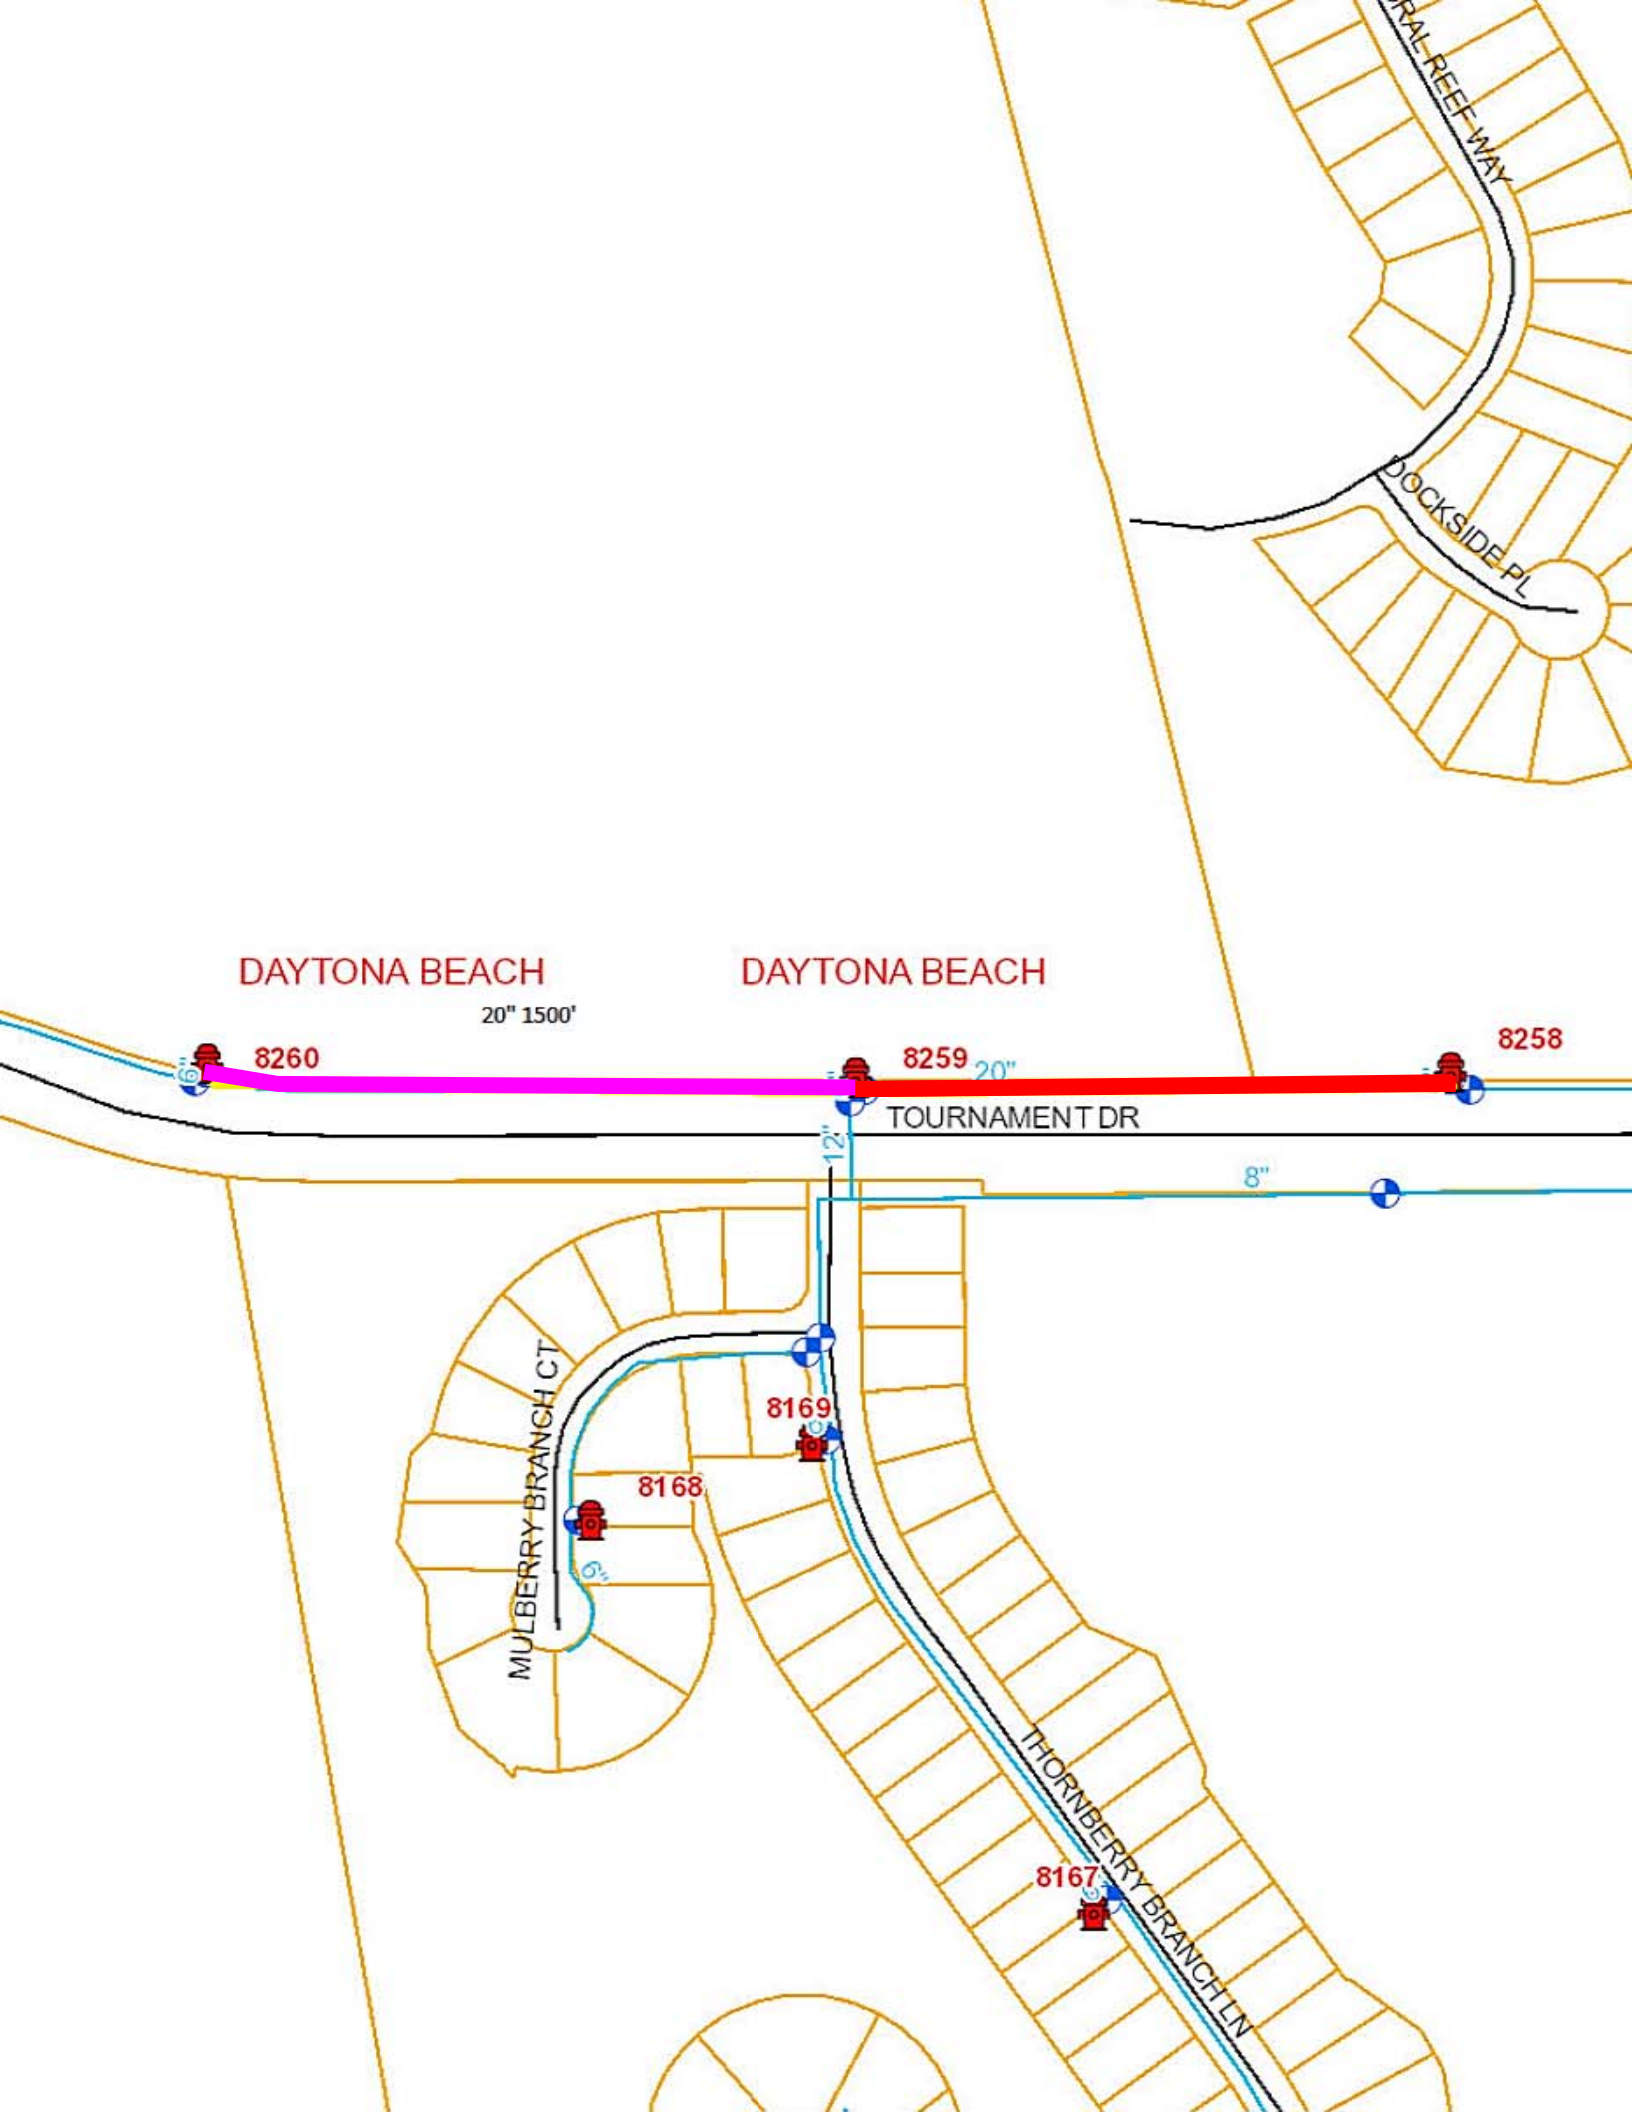 CORAL REEF WAY
DOCKSIDE PL
DAYTONA BEACH
DAYTONA BEACH
20" 1500'
8260
8259
20"
8258
6"
TOURNAMENT DR
12"
8"
MULBERRY BRANCH CT
8169
8168
6"
THORNBERRY BRANCH LN
8167